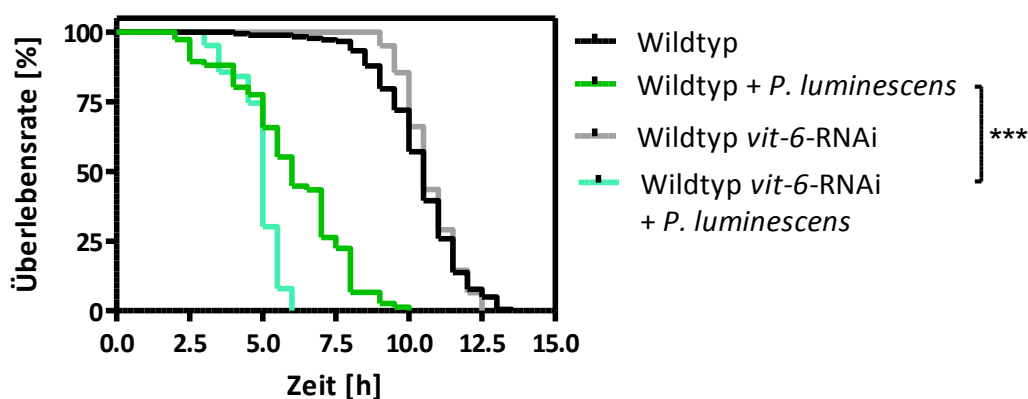 Überlebensrate [%]
100
75
50
25
0
0.0 2.5 5.0 7.5 10.0 12.5 15.0
Zeit [h]
Wildtyp
Wildtyp + P. luminescens
Wildtyp vit-6-RNAi
Wildtyp vit-6-RNAi
+ P. luminescens
***